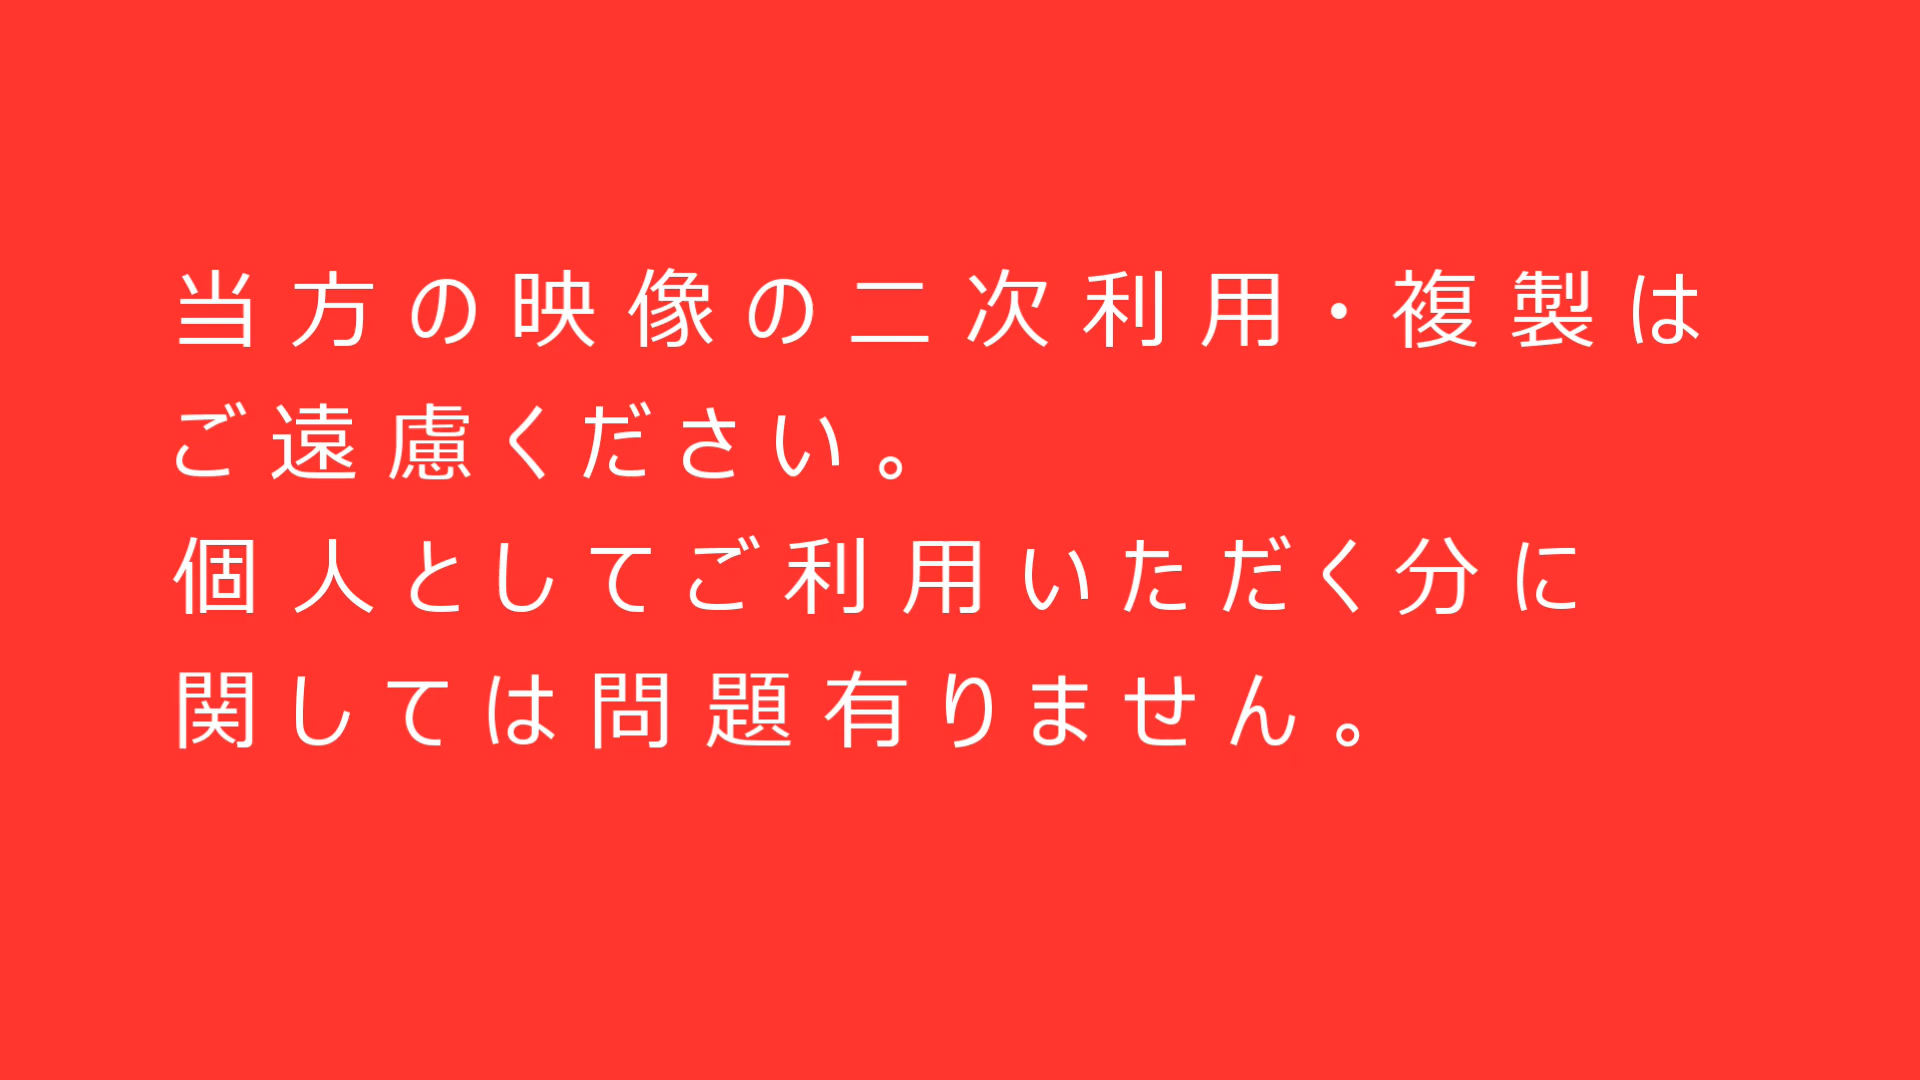 当方の映像の二次利用・複製は
ご遠慮ください。
個人としてご利用いただく分に
関しては問題有りません。